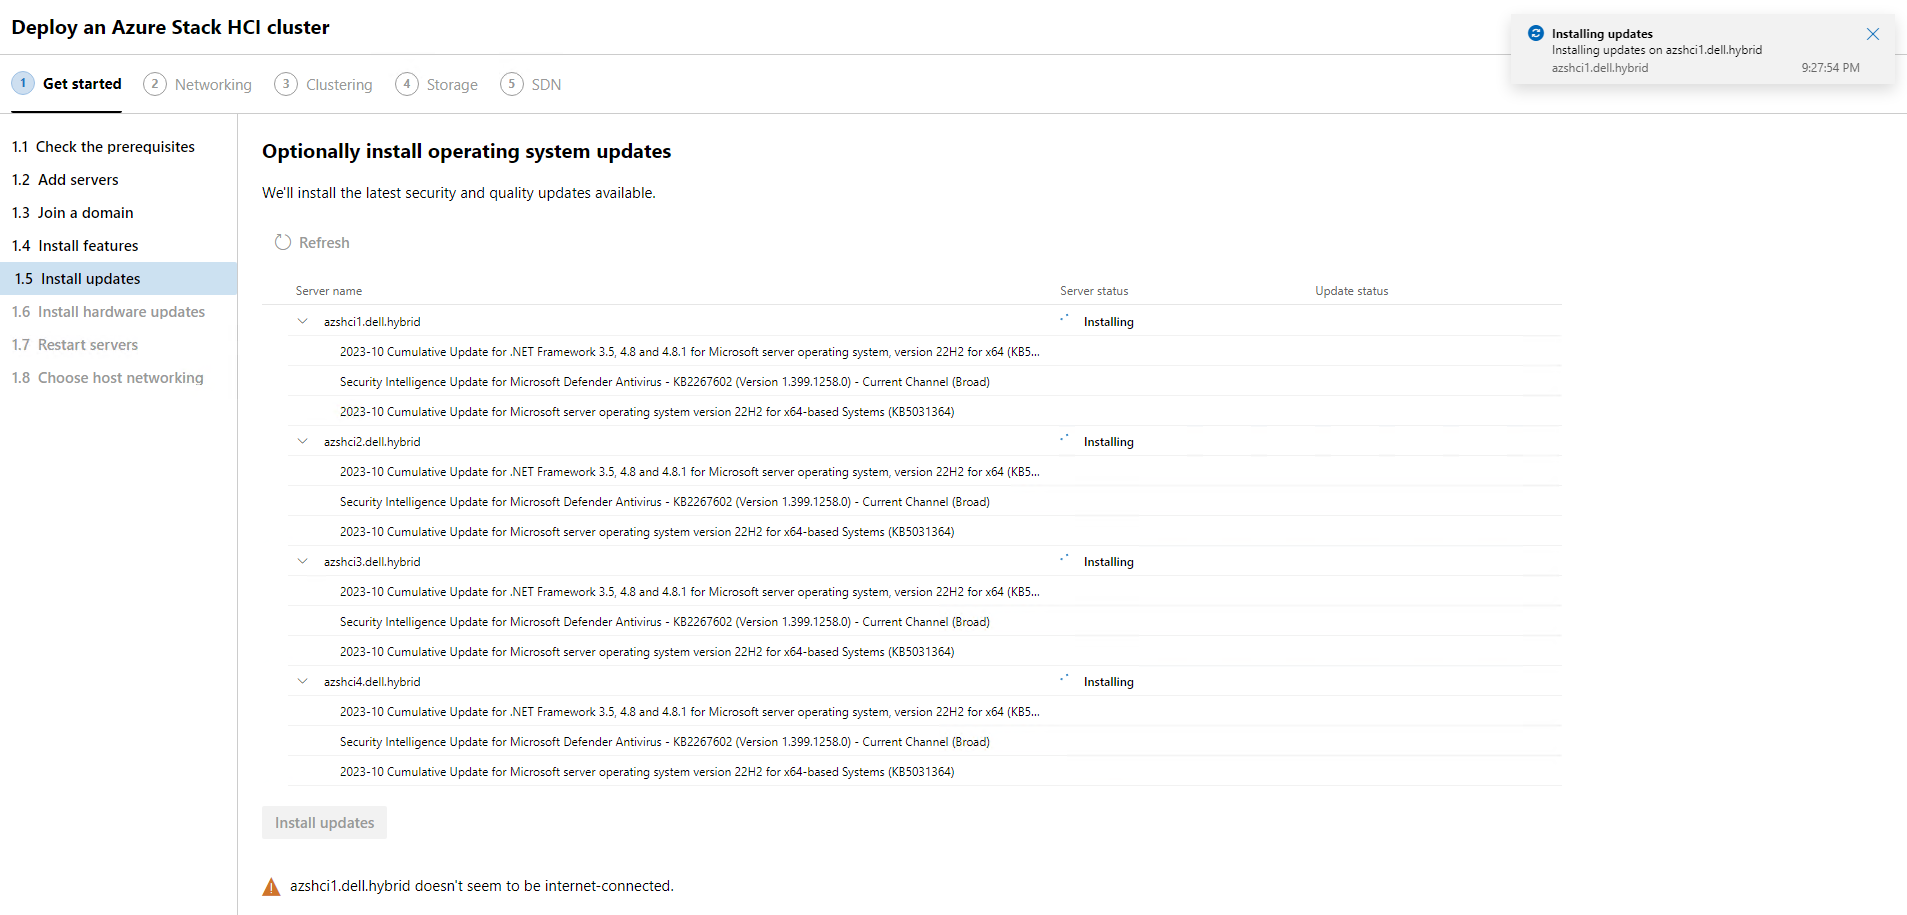 Deploy an Azure Stack HCI cluster
Installing updates
Installing updates on azshci1.dell.hybrid
azshci1.dell.hybrid 9:27:54 PM
1 Get started 2 Networking 3 Clustering 4 Storage 5 SDN
1.1 Check the prerequisites
1.2 Add servers
1.3 Join a domain
1.4 Install features
1.5 Install updates
1.6 Install hardware updates
1.7 Restart servers
1.8 Choose host networking
Optionally install operating system updates
We'll install the latest security and quality updates available.
Refresh
Server name Server status Update status
azshci1.dell.hybrid Installing
2023-10 Cumulative Update for .NET Framework 3.5, 4.8 and 4.8.1 for Microsoft server operating system, version 22H2 for x64 (KB5...
Security Intelligence Update for Microsoft Defender Antivirus - KB2267602 (Version 1.399.1258.0) - Current Channel (Broad)
2023-10 Cumulative Update for Microsoft server operating system version 22H2 for x64-based Systems (KB5031364)
azshci2.dell.hybrid Installing
2023-10 Cumulative Update for .NET Framework 3.5, 4.8 and 4.8.1 for Microsoft server operating system, version 22H2 for x64 (KB5...
Security Intelligence Update for Microsoft Defender Antivirus - KB2267602 (Version 1.399.1258.0) - Current Channel (Broad)
2023-10 Cumulative Update for Microsoft server operating system version 22H2 for x64-based Systems (KB5031364)
azshci3.dell.hybrid Installing
2023-10 Cumulative Update for .NET Framework 3.5, 4.8 and 4.8.1 for Microsoft server operating system, version 22H2 for x64 (KB5...
Security Intelligence Update for Microsoft Defender Antivirus - KB2267602 (Version 1.399.1258.0) - Current Channel (Broad)
2023-10 Cumulative Update for Microsoft server operating system version 22H2 for x64-based Systems (KB5031364)
azshci4.dell.hybrid Installing
2023-10 Cumulative Update for .NET Framework 3.5, 4.8 and 4.8.1 for Microsoft server operating system, version 22H2 for x64 (KB5...
Security Intelligence Update for Microsoft Defender Antivirus - KB2267602 (Version 1.399.1258.0) - Current Channel (Broad)
2023-10 Cumulative Update for Microsoft server operating system version 22H2 for x64-based Systems (KB5031364)
Install updates
azshci1.dell.hybrid doesn't seem to be internet-connected.